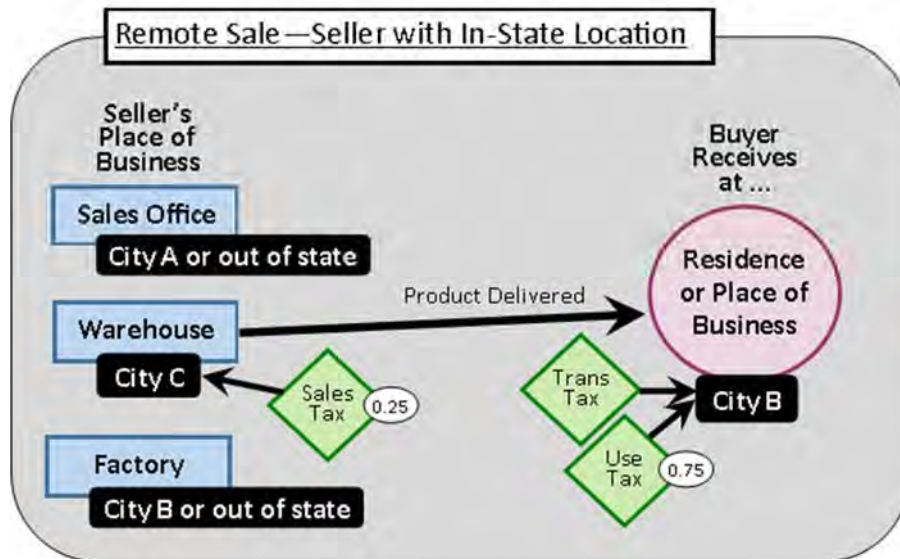 Remote Sale—Seller with In-State Location
Seller's
Place of
Business
Buyer
Receives
at ...
Sales Office
City A or out of state
Residence
or Place of
Business
Product Delivered
Warehouse
City C
Sales
Tax
0.25
Trans
Tax
City B
Use
Tax
0.75
Factory
City B or out of state